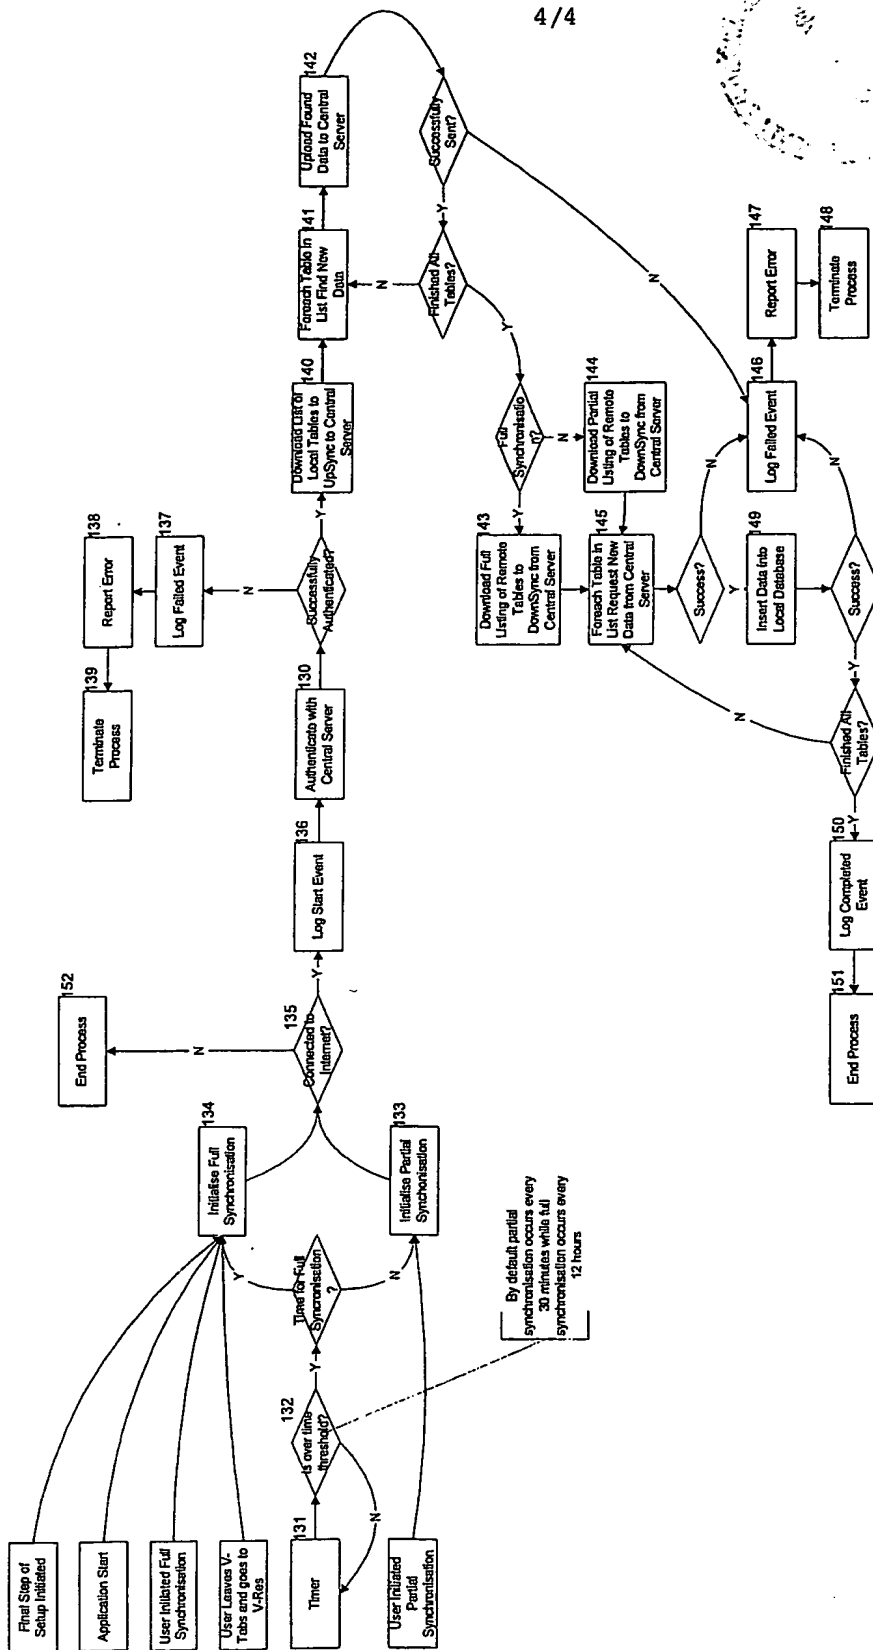 4/4
Final Step of
Setup Initiated
Application Start
User Initiated Full
Synchronisation
User Leaves V-
Tabs and goes to
V-Res
131
Timer
User Initiated
Partial
Synchronisation
132
Is over time
threshold?
N
Y
Time for Full
Syncronisation
?
Y
N
By default partial
synchronisation occurs every
30 minutes while full
synchronisation occurs every
12 hours
134
Initialise Full
Synchronisation
133
Initialise Partial
Synchonisation
135
Connected to
Internet?
N
Y
152
End Process
136
Log Start Event
130
Authenticate with
Central Server
Successfully
Authenticated?
N
Y
137
Log Failed Event
138
Report Error
139
Terminate
Process
140
Download List of
Local Tables to
UpSync to Central
Server
141
Foreach Table in
List Find New
Data
142
Upload Found
Data to Central
Server
Successfully
Sent?
Y
N
Finished All
Tables?
N
Y
Full
Synchronisatio
n?
Y
N
143
Download Full
Listing of Remote
Tables to
DownSync from
Central Server
144
Download Partial
Listing of Remote
Tables to
DownSync from
Central Server
145
Foreach Table in
List Request New
Data from Central
Server
Success?
N
Y
146
Log Failed Event
147
Report Error
148
Terminate
Process
149
Insert Data into
Local Database
Success?
N
Y
Finished All
Tables?
N
Y
150
Log Completed
Event
151
End Process